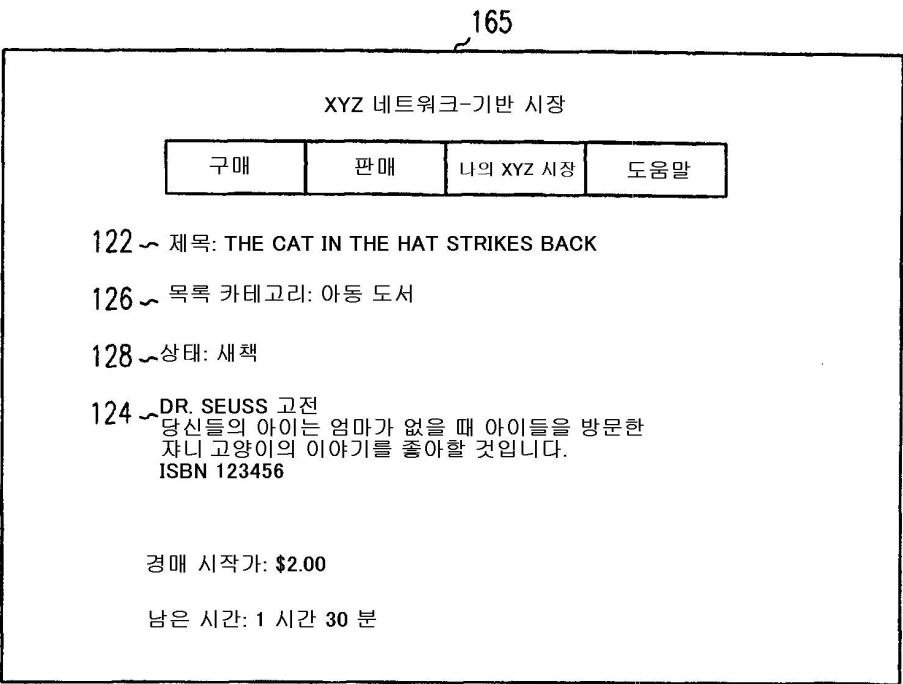 165
XYZ 네트워크-기반 시장
구매 판매 나의 XYZ 시장 도움말
122 제목: THE CAT IN THE HAT STRIKES BACK
126 목록 카테고리: 아동 도서
128 상태: 새책
124 DR. SEUSS 고전
당신들의 아이는 엄마가 없을 때 아이들을 방문한
쟈니 고양이의 이야기를 좋아할 것입니다.
ISBN 123456
경매 시작가: $2.00
남은 시간: 1 시간 30 분